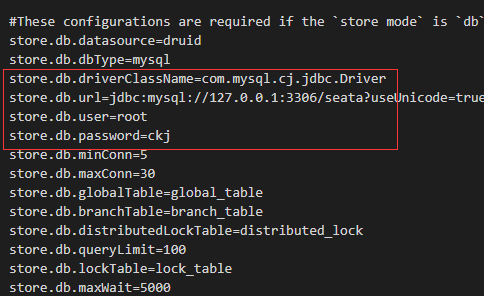 #These configurations are required if the `store mode` is `db`
store.db.datasource=druid
store.db.dbType=mysql
store.db.driverClassName=com.mysql.cj.jdbc.Driver
store.db.url=jdbc:mysql://127.0.0.1:3306/seata?useUnicode=true
store.db.user=root
store.db.password=ckj
store.db.minConn=5
store.db.maxConn=30
store.db.globalTable=global_table
store.db.branchTable=branch_table
store.db.distributedLockTable=distributed_lock
store.db.queryLimit=100
store.db.lockTable=lock_table
store.db.maxWait=5000